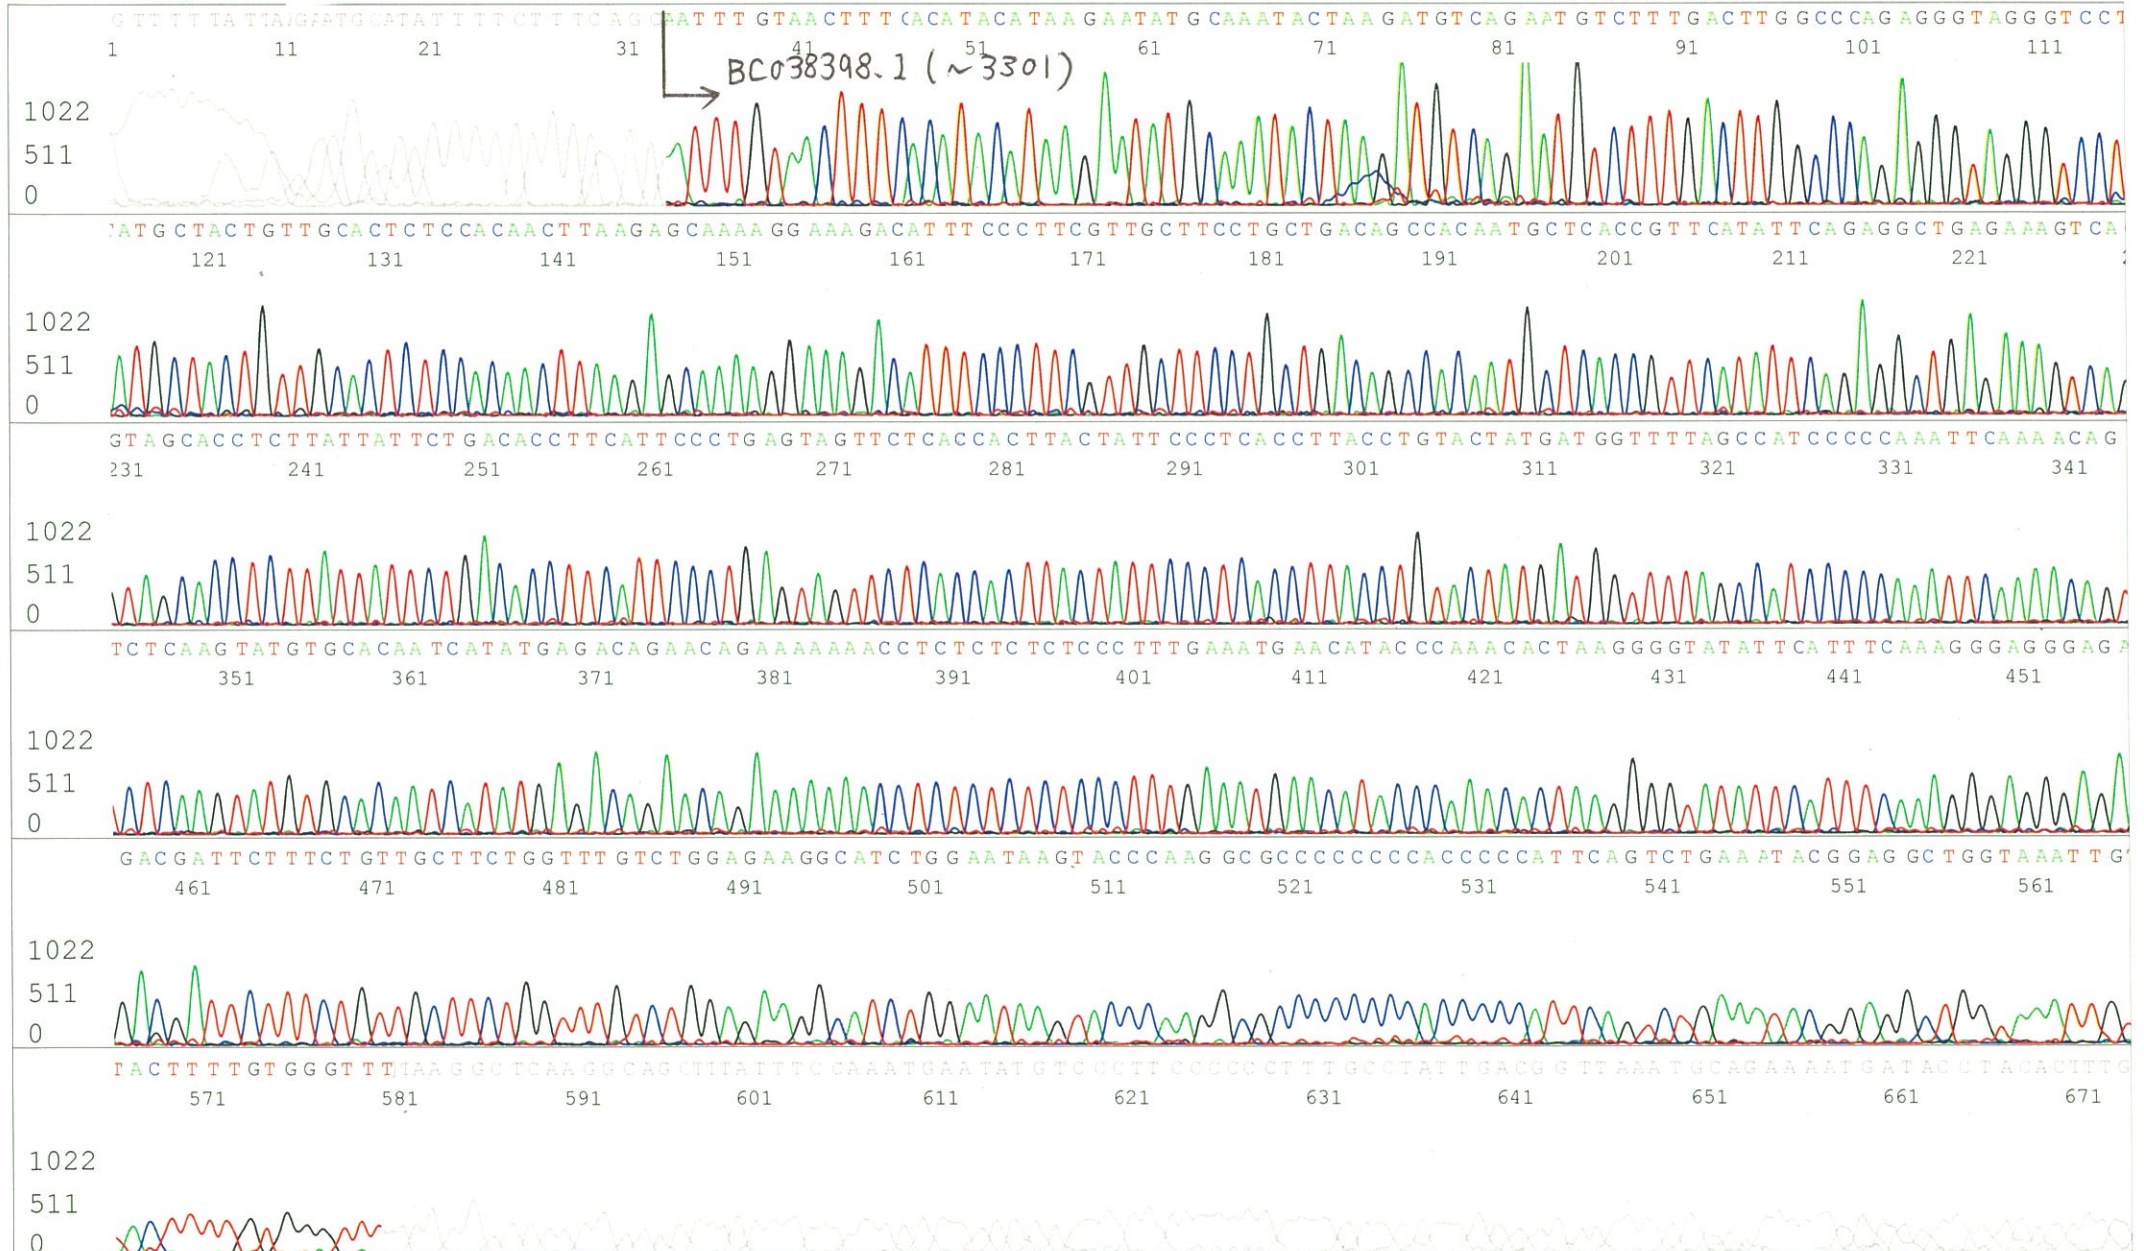 GTTTTTATTANGAATGCATATTTTTCTTTTCAGCAATTTGTAACTTTCACATACATAAGAATATGCAAATACTAAGATGTCAGAATGTCTTTGACTTGGCCCAGAGGGTAGGGTCCT
1 11 21 31 41 51 61 71 81 91 101 111
BC038398.1 (~3301)
1022
511
0
ATGCTACTGTTGCACTCTCCACAACTTAAGAGCAAAAGGAAAGACATTTCCCTTCGTTGCTTCCTGCTGACAGCCACAATGCTCACCGTTCATATTCAGAGGCTGAGAAAGTCA
121 131 141 151 161 171 181 191 201 211 221
1022
511
0
GTAGCACCTCTTATTATTCTGACACCTTCATTCCCTGAGTAGTTCTCACCACTTACTATTCCCTCACCTTACCTGTACTATGATGGTTTTAGCCATCCCCCAAATTCAAAACAG
231 241 251 261 271 281 291 301 311 321 331 341
1022
511
0
TCTCAAGTATGTGCACAATCATATGAGACAGAACAGAAAAAAACCTCTCTCTCTCCCTTTGAAATGAACATACCCAAACACTAAGGGGTATATTCATTTCAAAGGGAGGGAGA
351 361 371 381 391 401 411 421 431 441 451
1022
511
0
GACGATTCTTTCTGTTGCTTCTGGTTTGTCTGGAGAAGGCATCTGGAATAAGTACCCAAGGCGCCCCCCCCACCCCCATTCAGTCTGAAATACGGAGGCTGGTAAATTG
461 471 481 491 501 511 521 531 541 551 561
1022
511
0
TACTTTTGTGGGTTTTAAGGCTCAAGGCAGCTTTATTTCCAAATGAATATGTCCCTTCCCCCCCTTTGCCTATTGACGGTTAAATGCAGAAAATGATACCTACACTTTG
571 581 591 601 611 621 631 641 651 661 671
1022
511
0